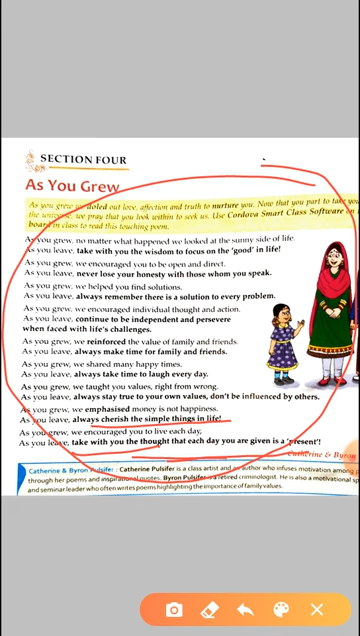 SECTION FOUR
As You Grew
As you grew we doled out love, affection and truth to nurture you. Now that you part to take you
the universe, we pray that you look within to seek us. Use Cordova Smart Class Software on
board in class to read this touching poem.
As you grew, no matter what happened we looked at the sunny side of life.
As you leave, take with you the wisdom to focus on the 'good' in life!
As you grew, we encouraged you to be open and direct.
As you leave, never lose your honesty with those whom you speak.
As you grew, we helped you find solutions.
As you leave, always remember there is a solution to every problem.
As you grew, we encouraged individual thought and action.
As you leave, continue to be independent and persevere
when faced with life's challenges.
As you grew, we reinforced the value of family and friends.
As you leave, always make time for family and friends.
As you grew, we shared many happy times.
As you leave, always take time to laugh every day.
As you grew, we taught you values, right from wrong.
As you leave, always stay true to your own values, don't be influenced by others.
As you grew, we emphasised money is not happiness.
As you leave, always cherish the simple things in life!
As you grew, we encouraged you to live each day,
As you leave, take with you the thought that each day you are given is a 'present'!
Catherine & Byron
Catherine & Byron Pulsifer : Catherine Pulsifer is a class artist and an author who infuses motivation among p
through her poems and inspirational quotes. Byron Pulsifer is a retired criminologist. He is also a motivational sp
and seminar leader who often writes poems highlighting the importance of family values.